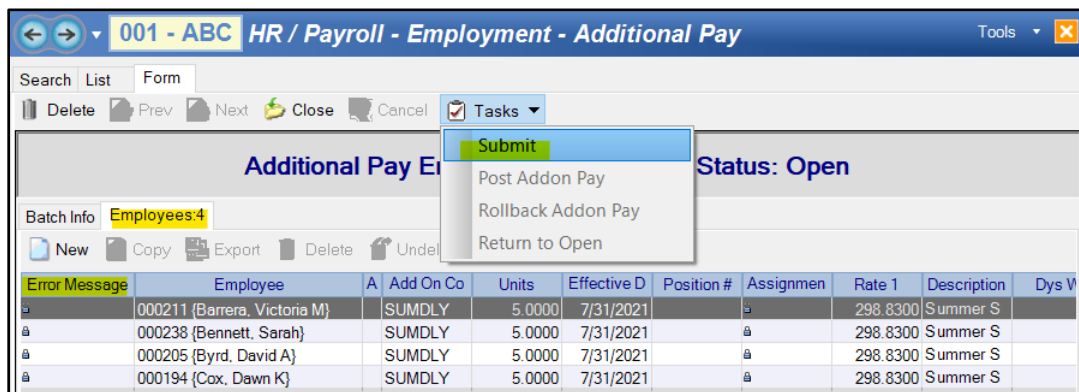 001 - ABC HR / Payroll - Employment - Additional Pay Tools
Search List Form
Delete Prev Next Close Cancel Tasks
Submit
Additional Pay En Status: Open
Post Addon Pay
Batch Info Employees:4 Rollback Addon Pay
New Copy Export Delete Undel Return to Open
Error Message Employee A Add On Co Units Effective D Position # Assignmen Rate 1 Description Dys W
000211 {Barrera, Victoria M} SUMDLY 5.0000 7/31/2021 298.8300 Summer S
000238 {Bennett, Sarah} SUMDLY 5.0000 7/31/2021 298.8300 Summer S
000205 {Byrd, David A} SUMDLY 5.0000 7/31/2021 298.8300 Summer S
000194 {Cox, Dawn K} SUMDLY 5.0000 7/31/2021 298.8300 Summer S